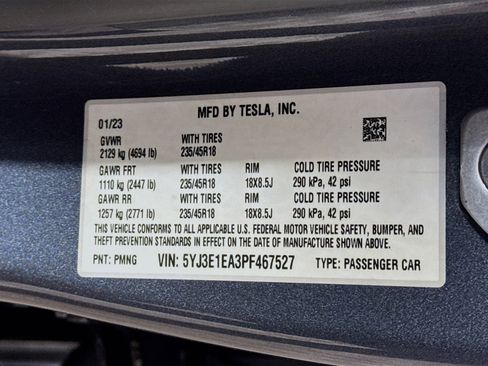 MFD BY TESLA, INC.
01/23
GVWR WITH TIRES
2129 kg (4694 lb) 235/45R18
GAWR FRT WITH TIRES RIM COLD TIRE PRESSURE
1110 kg (2447 lb) 235/45R18 18X8.5J 290 kPa, 42 psi
GAWR RR WITH TIRES RIM COLD TIRE PRESSURE
1257 kg (2771 lb) 235/45R18 18X8.5J 290 kPa, 42 psi
THIS VEHICLE CONFORMS TO ALL APPLICABLE U.S. FEDERAL MOTOR VEHICLE SAFETY, BUMPER, AND
THEFT PREVENTION STANDARDS IN EFFECT ON THE DATE OF MANUFACTURE SHOWN ABOVE.
PNT: PMNG VIN: 5YJ3E1EA3PF467527 TYPE: PASSENGER CAR